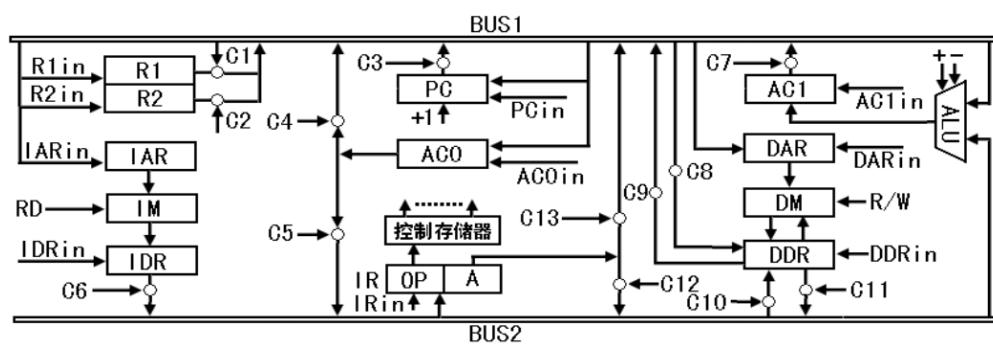 BUS1
R1in
R1
C1
R2in
R2
C2
C3
PC
+1
PCin
C4
AC0
AC0in
C7
AC1
AC1in
+ -
ALU
IARin
IAR
RD
IM
IDRin
IDR
C6
C5
控制存储器
IR
OP
A
IRin
C13
C12
C9
C8
DAR
DARin
DM
R/W
DDR
DDRin
C10
C11
BUS2